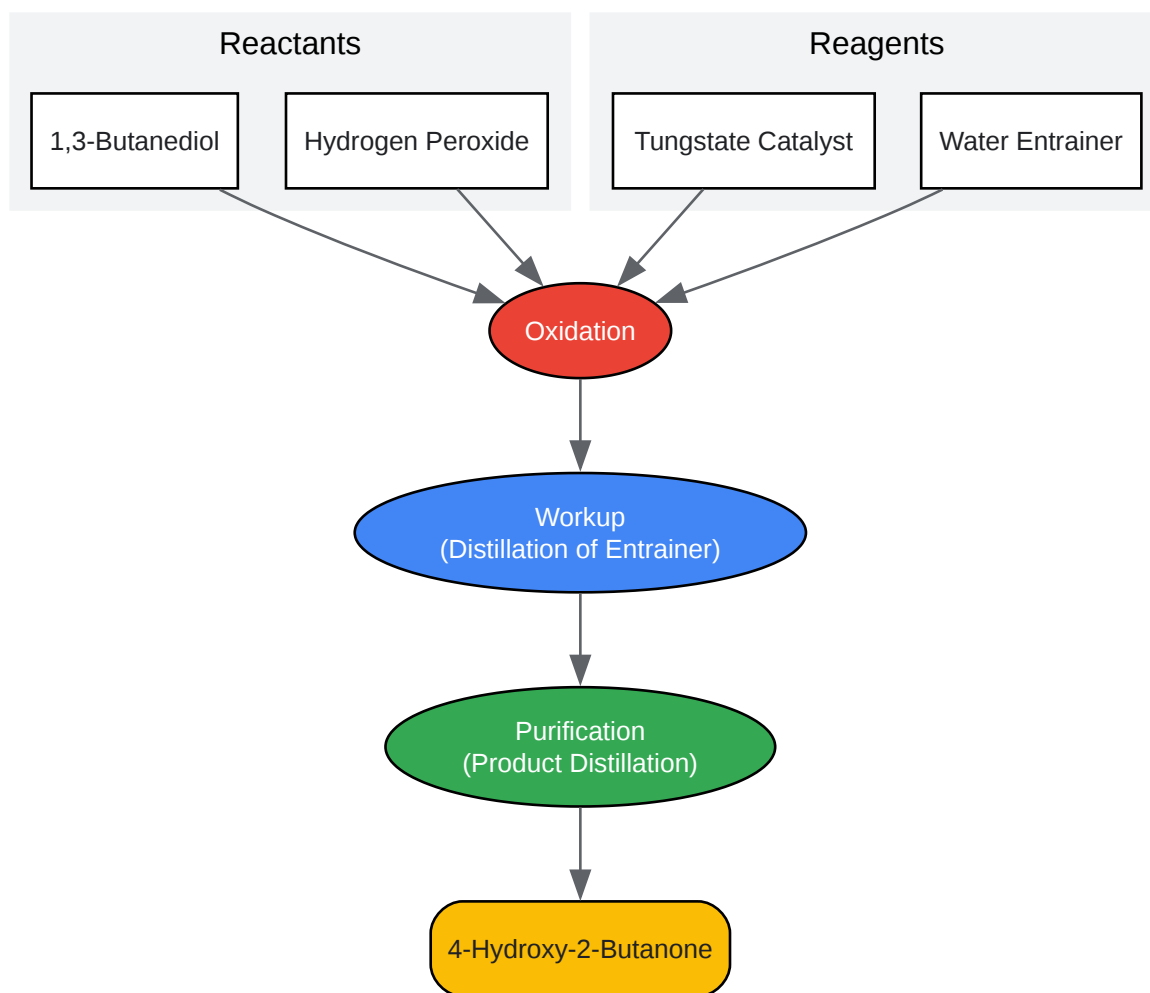 Reactants
Reagents
1,3-Butanediol
Hydrogen Peroxide
Tungstate Catalyst
Water Entrainer
Oxidation
Workup
(Distillation of Entrainer)
Purification
(Product Distillation)
4-Hydroxy-2-Butanone